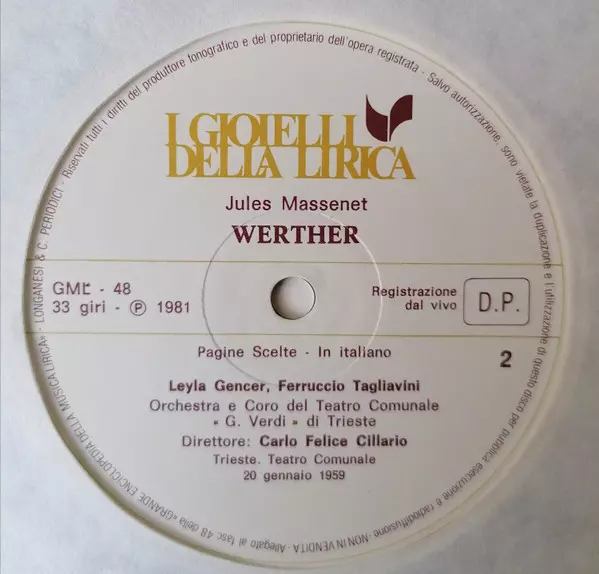 I GIOIELLI
DELLA LIRICA
Jules Massenet
WERTHER
GML - 48
33 giri - Ⓟ 1981
Registrazione
dal vivo
D.P.
Pagine Scelte - In italiano
2
Leyla Gencer, Ferruccio Tagliavini
Orchestra e Coro del Teatro Comunale
« G. Verdi » di Trieste
Direttore: Carlo Felice Cillario
Trieste. Teatro Comunale
20 gennaio 1959
Riservati tutti i diritti del produttore fonografico e del proprietario dell'opera registrata - Salvo autorizzazione, sono vietate la duplicazione e l'utilizzazione di questo disco per pubblica esecuzione e radiodiffusione - NON IN VENDITA - Allegato al fasc. 48 della «GRANDE ENCICLOPEDIA DELLA MUSICA LIRICA» - LONGANESI & C. PERIODICI -